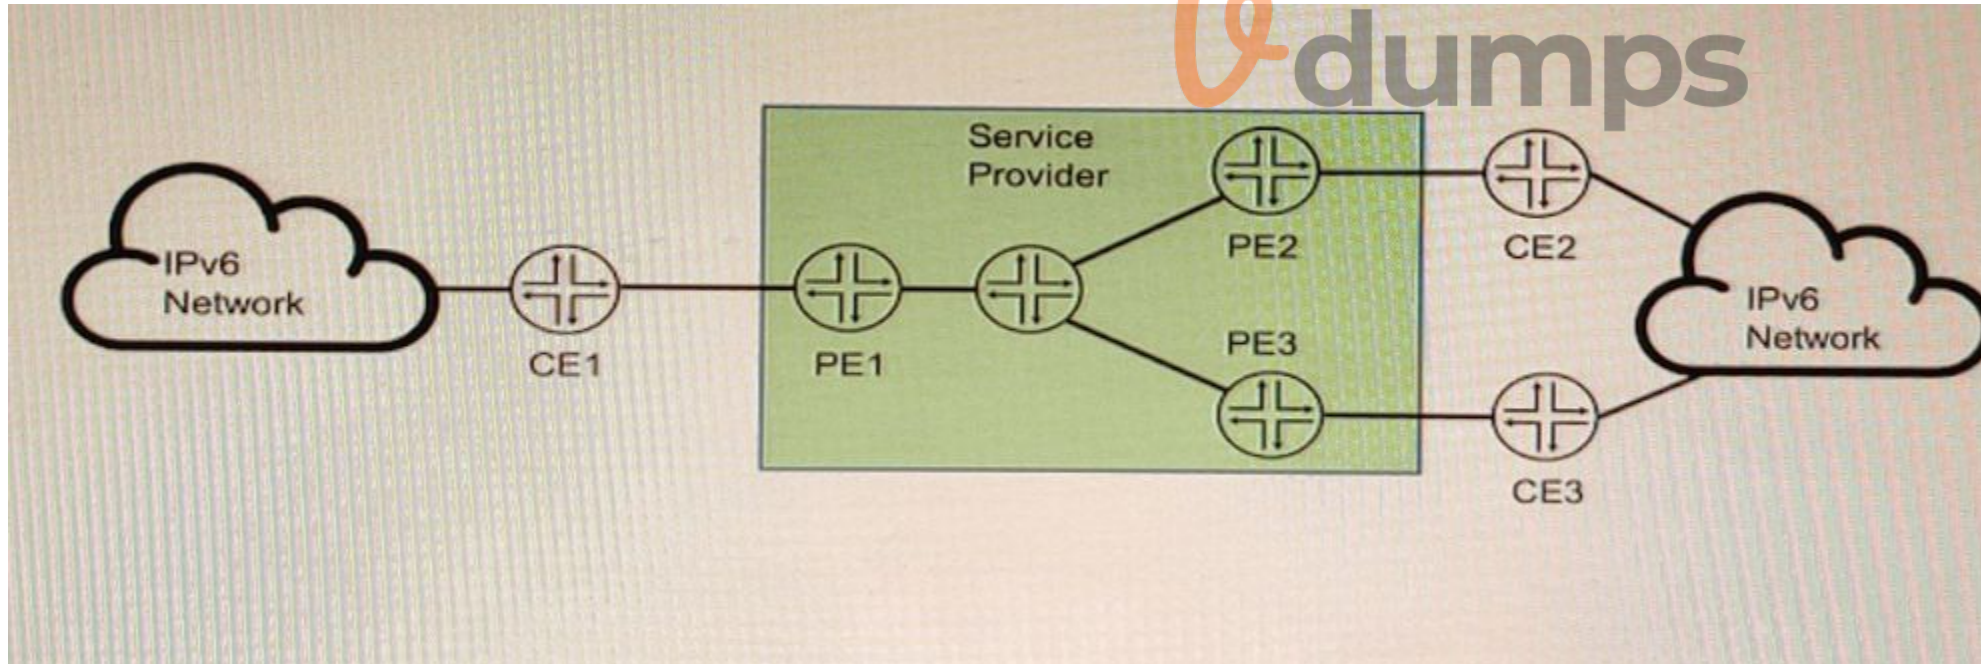 dumps
Service
Provider
PE2
CE2
IPv6
Network
CE1
PE1
PE3
IPv6
Network
CE3